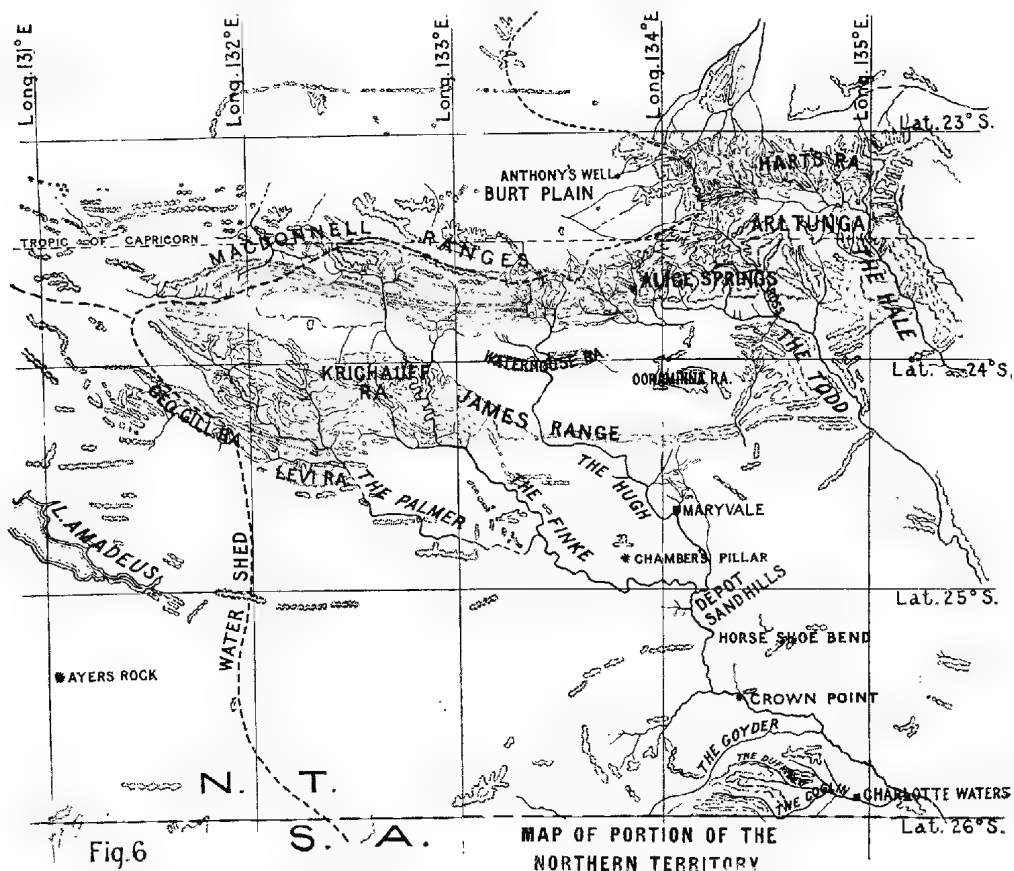 Long. 131° E.
Long. 132° E.
Long. 133° E.
Long. 134° E.
Long. 135° E.
Lat. 23° S.
HARTS RA.
ANTHONY'S WELL
BURT PLAIN
ARLTUNGA
TROPIC OF CAPRICORN
MACDONNELL RANGES
ALICE SPRINGS
THE HALE
WATERHOUSE RA.
Lat. 24° S.
KRICHAUFF
RA.
OORAMINNA RA.
THE TODD
GEO. GILL RA.
JAMES RANGE
LEVI RA.
THE PALMER
THE FINKE
THE HUGH
MARYVALE
L. AMADEUS
CHAMBERS PILLAR
DEPOT
SANDHILLS
Lat. 25° S.
WATER SHED
HORSE SHOE BEND
AYERS ROCK
CROWN POINT
THE GOYDER
THE COGLIN
CHARLOTTE WATERS
N. T.
S. A.
Lat. 26° S.
MAP OF PORTION OF THE
NORTHERN TERRITORY
Fig. 6